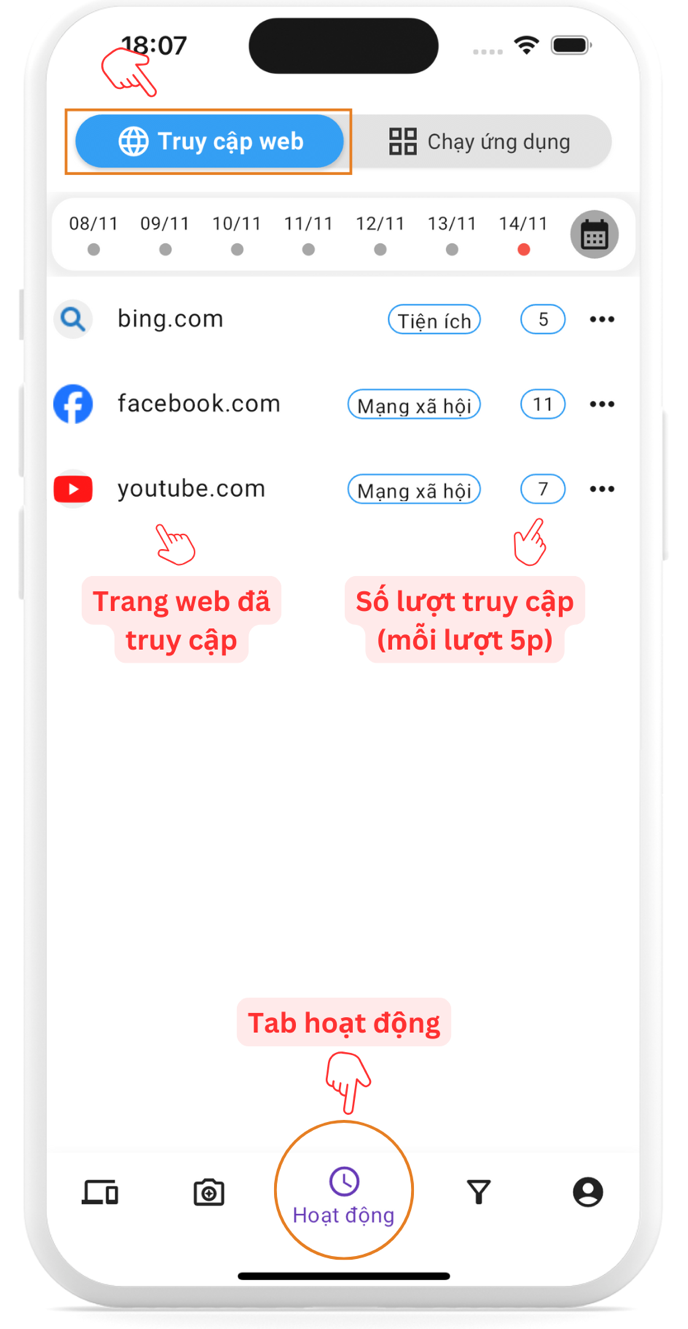 18:07
Truy cập web
Chạy ứng dụng
08/11 09/11 10/11 11/11 12/11 13/11 14/11
bing.com Tiện ích 5
facebook.com Mạng xã hội 11
youtube.com Mạng xã hội 7
Trang web đã
truy cập
Số lượt truy cập
(mỗi lượt 5p)
Tab hoạt động
Hoạt động